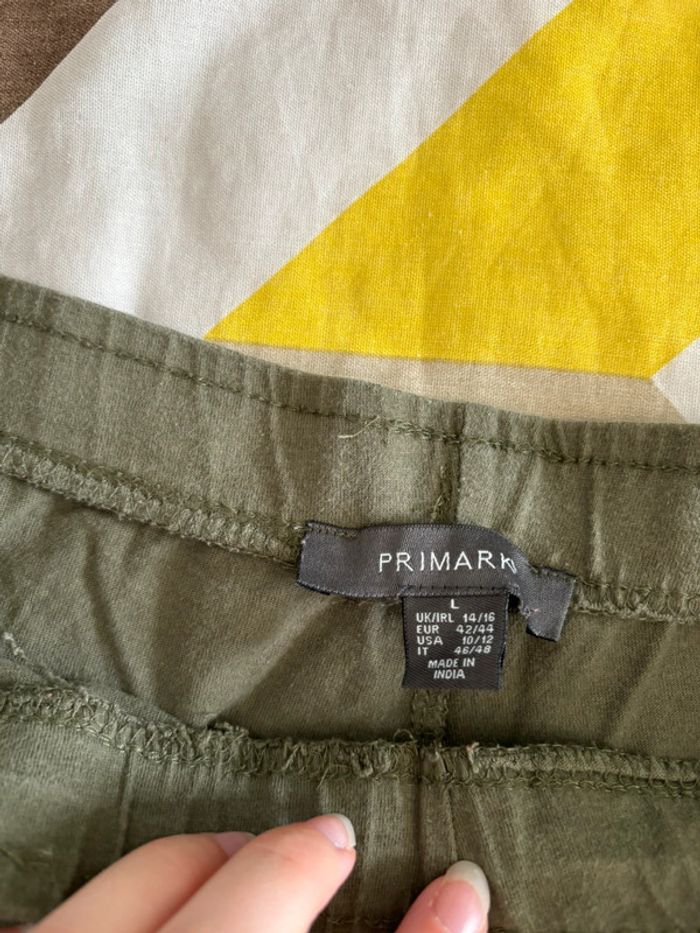 PRIMARK
L
UK/IRL 14/16
EUR 42/44
USA 10/12
IT 46/48
MADE IN
INDIA